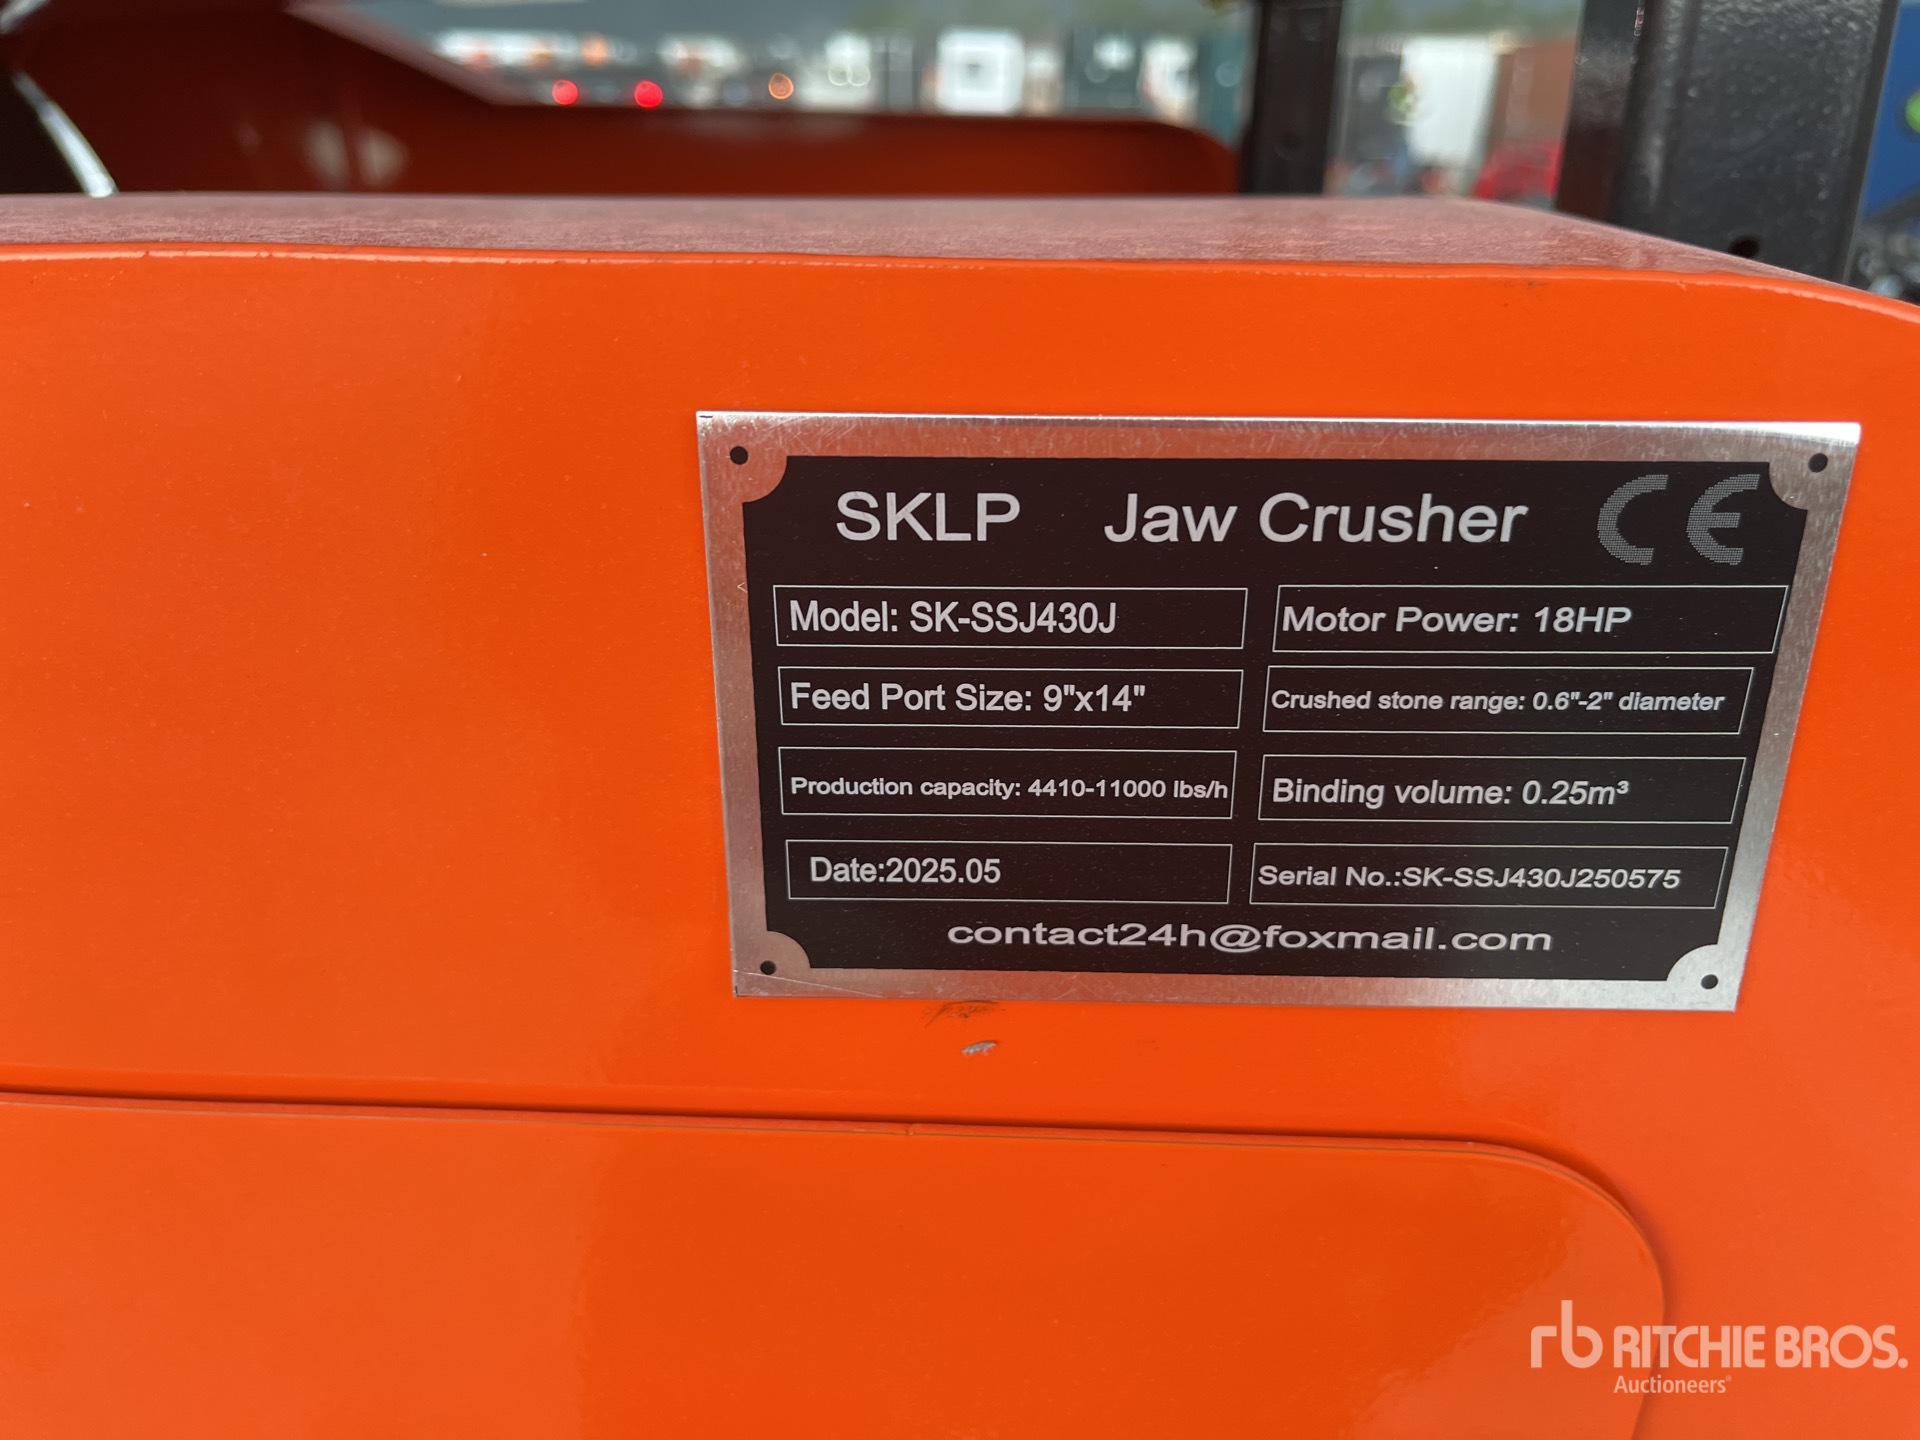 SKLP Jaw Crusher CE
Model: SK-SSJ430J Motor Power: 18HP
Feed Port Size: 9"x14" Crushed stone range: 0.6"-2" diameter
Production capacity: 4410-11000 lbs/h Binding volume: 0.25m³
Date:2025.05 Serial No.:SK-SSJ430J250575
contact24h@foxmail.com
rb RITCHIE BROS.
Auctioneers